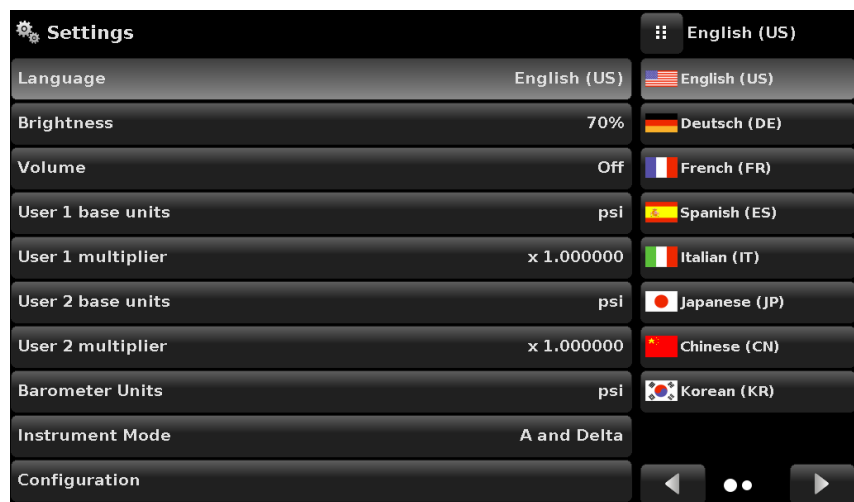 Settings
Language English (US)
Brightness 70%
Volume Off
User 1 base units psi
User 1 multiplier x 1.000000
User 2 base units psi
User 2 multiplier x 1.000000
Barometer Units psi
Instrument Mode A and Delta
Configuration
English (US)
English (US)
Deutsch (DE)
French (FR)
Spanish (ES)
Italian (IT)
Japanese (JP)
Chinese (CN)
Korean (KR)